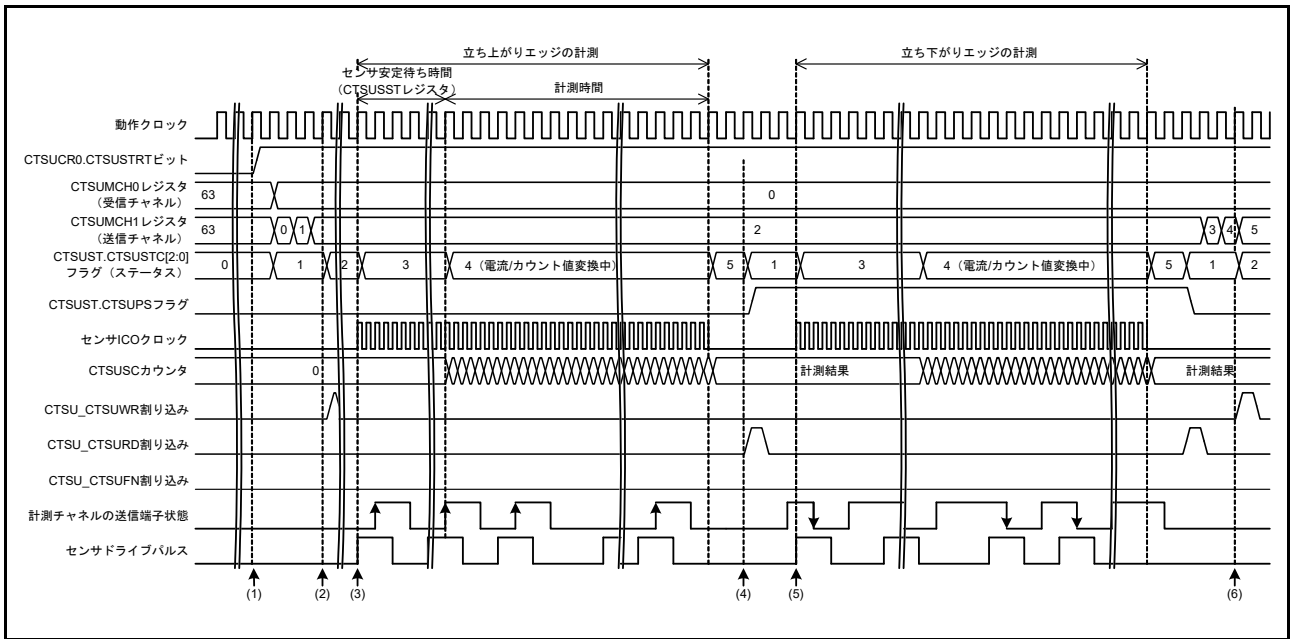 立ち上がりエッジの計測
立ち下がりエッジの計測
センサ安定待ち時間
（CTSUSSTレジスタ）
計測時間
動作クロック
CTSUCR0.CTSUSTRTビット
CTSUMCH0レジスタ
（受信チャネル）
63
0
CTSUMCH1レジスタ
（送信チャネル）
63
0
1
2
3
4
5
CTSUST.CTSUSTC[2:0]
フラグ（ステータス）
0
1
2
3
4（電流/カウント値変換中）
5
1
3
4（電流/カウント値変換中）
5
1
2
CTSUST.CTSUPSフラグ
センサICOクロック
CTSUSCカウンタ
0
計測結果
計測結果
CTSU_CTSUWR割り込み
CTSU_CTSURD割り込み
CTSU_CTSUFN割り込み
計測チャネルの送信端子状態
センサドライブパルス
(1)
(2)
(3)
(4)
(5)
(6)